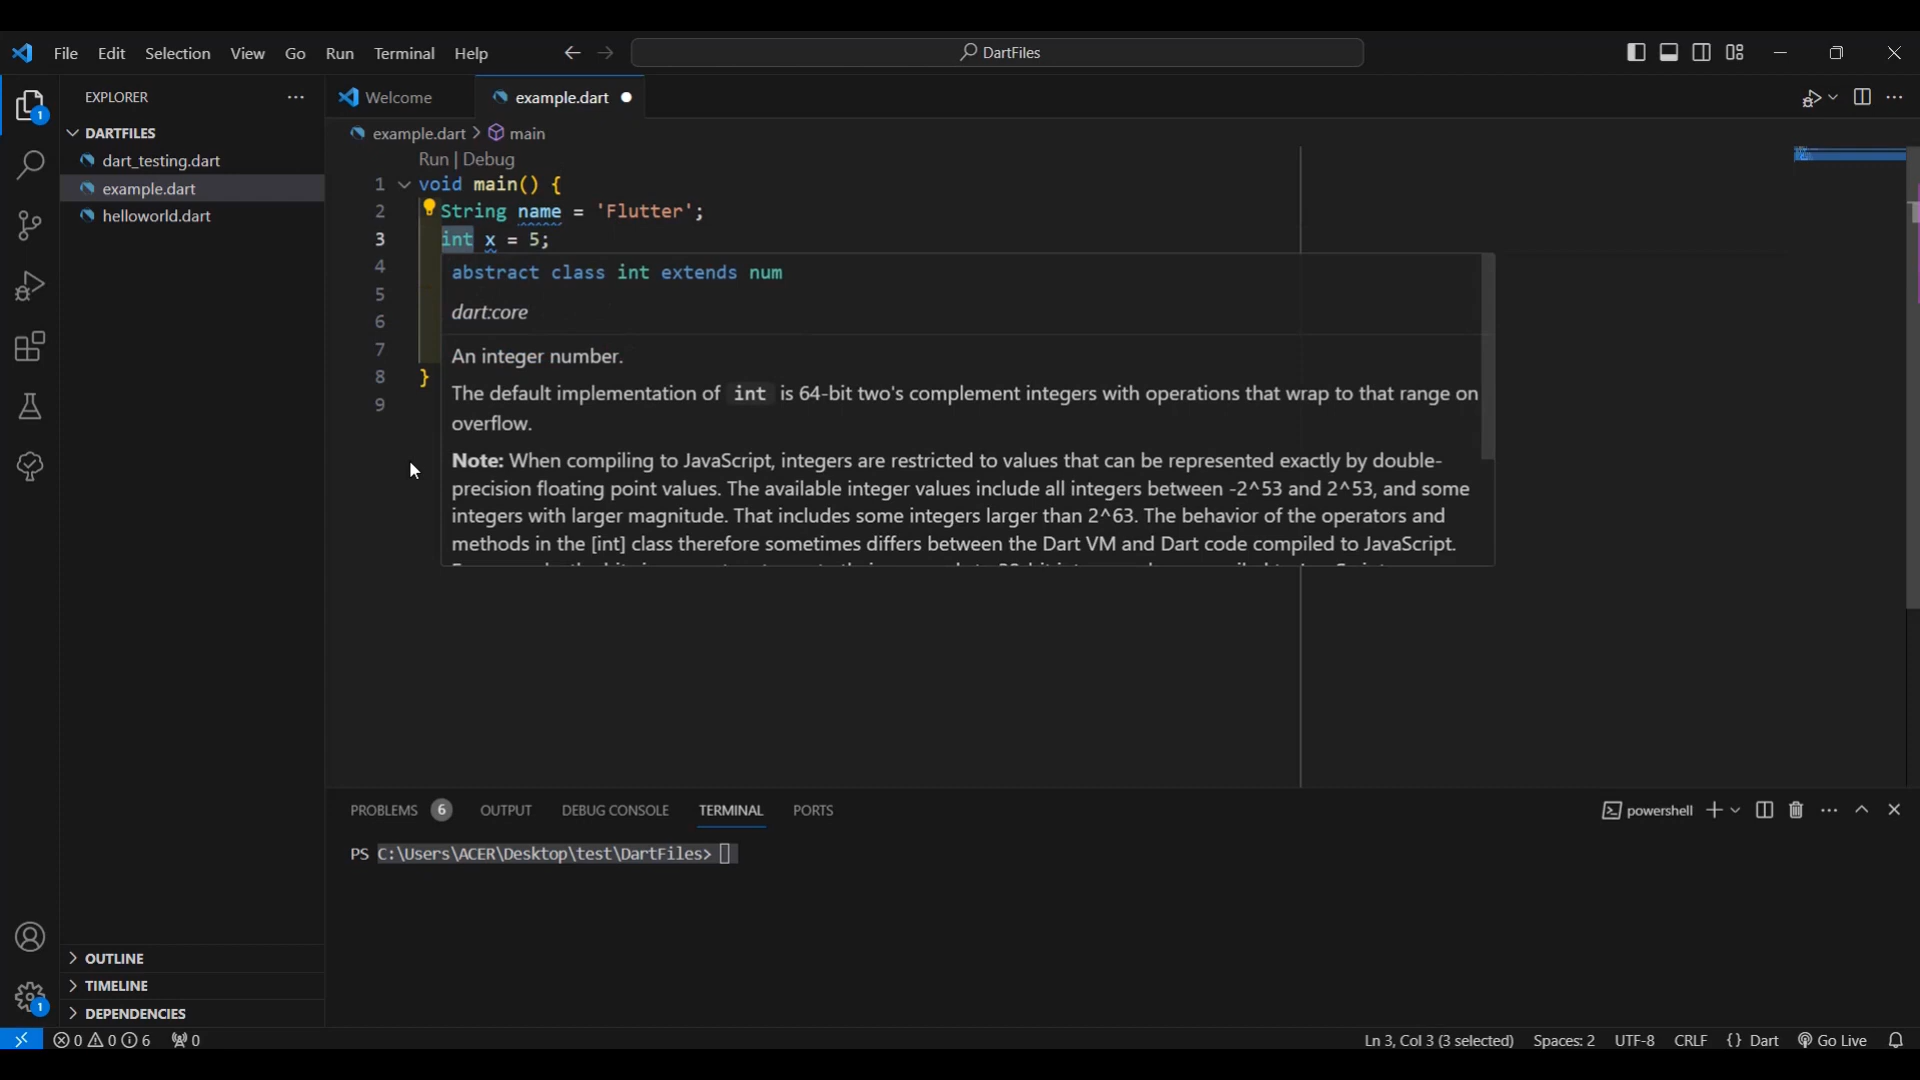 File Edit Selection View Go Run Terminal Help
DartFiles
EXPLORER
1
DARTFILES
dart_testing.dart
example.dart
helloworld.dart
OUTLINE
TIMELINE
DEPENDENCIES
1
Welcome
example.dart
example.dart > main
Run | Debug
1 void main() {
2 String name = 'Flutter';
3 int x = 5;
4
5
6
7
8 }
9
abstract class int extends num
dart:core
An integer number.
The default implementation of int is 64-bit two's complement integers with operations that wrap to that range on
overflow.
Note: When compiling to JavaScript, integers are restricted to values that can be represented exactly by double-
precision floating point values. The available integer values include all integers between -2^53 and 2^53, and some
integers with larger magnitude. That includes some integers larger than 2^63. The behavior of the operators and
methods in the [int] class therefore sometimes differs between the Dart VM and Dart code compiled to JavaScript.
PROBLEMS 6 OUTPUT DEBUG CONSOLE TERMINAL PORTS
powershell
PS C:\Users\ACER\Desktop\test\DartFiles>
0 0 6 0
Ln 3, Col 3 (3 selected) Spaces: 2 UTF-8 CRLF {} Dart Go Live